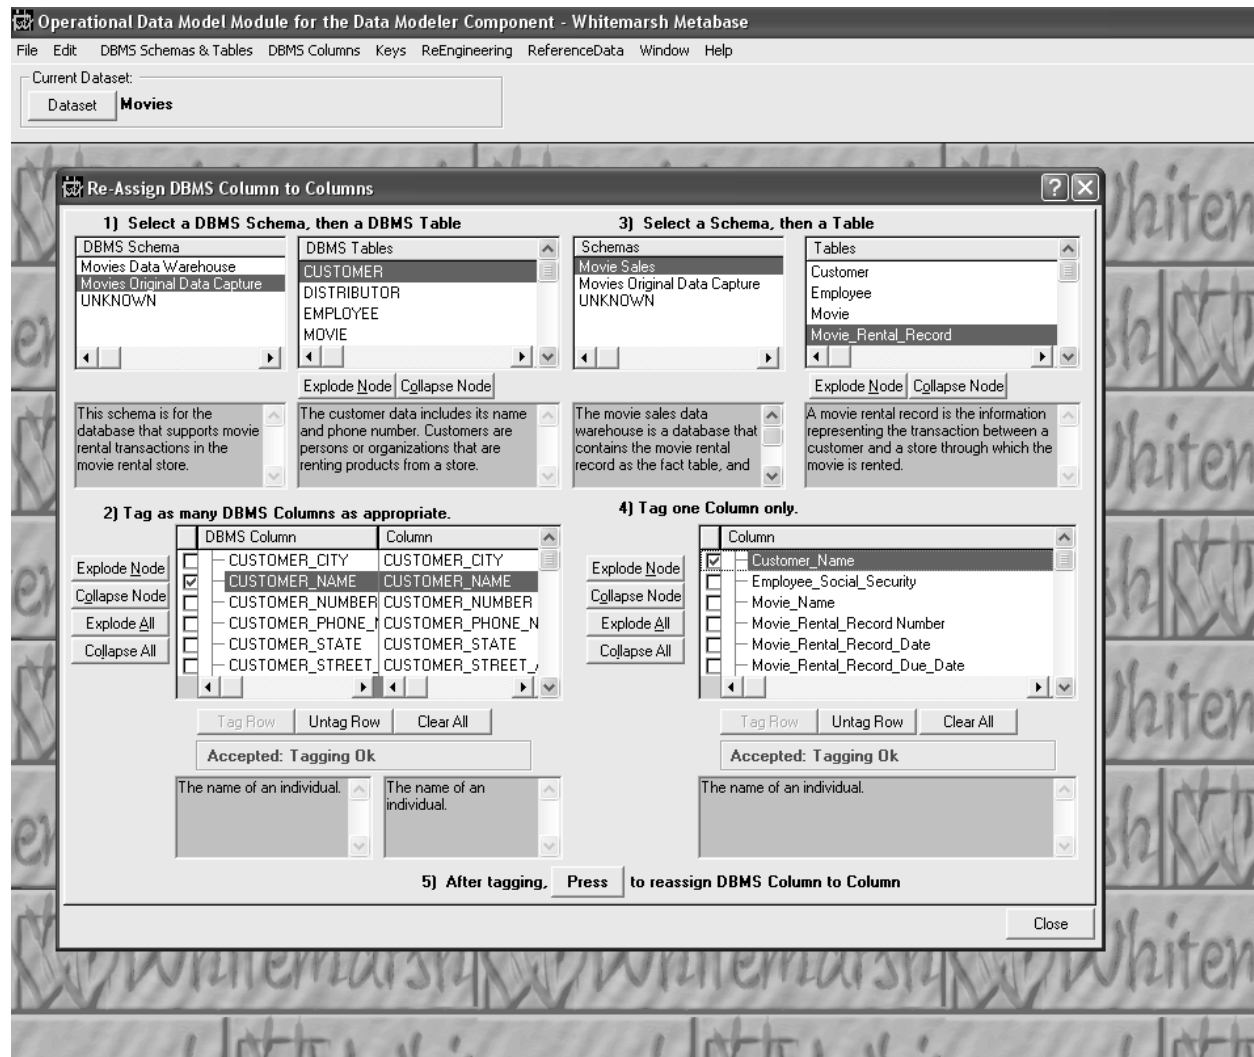 Operational Data Model Module for the Data Modeler Component - Whitemarsh Metabase
File Edit DBMS Schemas & Tables DBMS Columns Keys ReEngineering ReferenceData Window Help
Current Dataset:
Dataset Movies
Re-Assign DBMS Column to Columns
1) Select a DBMS Schema, then a DBMS Table
DBMS Schema
Movies Data Warehouse
Movies Original Data Capture
UNKNOWN
DBMS Tables
CUSTOMER
DISTRIBUTOR
EMPLOYEE
MOVIE
Explode Node Collapse Node
This schema is for the
database that supports movie
rental transactions in the
movie rental store.
The customer data includes its name
and phone number. Customers are
persons or organizations that are
renting products from a store.
3) Select a Schema, then a Table
Schemas
Movie Sales
Movies Original Data Capture
UNKNOWN
Tables
Customer
Employee
Movie
Movie_Rental_Record
Explode Node Collapse Node
The movie sales data
warehouse is a database that
contains the movie rental
record as the fact table, and
A movie rental record is the information
representing the transaction between a
customer and a store through which the
movie is rented.
2) Tag as many DBMS Columns as appropriate.
Explode Node
Collapse Node
Explode All
Collapse All
DBMS Column Column
CUSTOMER_CITY CUSTOMER_CITY
CUSTOMER_NAME CUSTOMER_NAME
CUSTOMER_NUMBER CUSTOMER_NUMBER
CUSTOMER_PHONE_N CUSTOMER_PHONE_N
CUSTOMER_STATE CUSTOMER_STATE
CUSTOMER_STREET_ CUSTOMER_STREET_A
Tag Row Untag Row Clear All
Accepted: Tagging Ok
The name of an individual.
The name of an
individual.
4) Tag one Column only.
Explode Node
Collapse Node
Explode All
Collapse All
Column
Customer_Name
Employee_Social_Security
Movie_Name
Movie_Rental_Record Number
Movie_Rental_Record_Date
Movie_Rental_Record_Due_Date
Tag Row Untag Row Clear All
Accepted: Tagging Ok
The name of an individual.
5) After tagging, Press to reassign DBMS Column to Column
Close
Whitemarsh